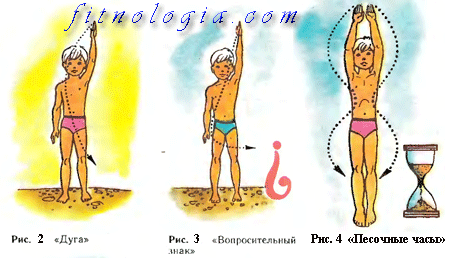 fitnologia.com
Рис. 2 «Дуга»
Рис. 3 «Вопросительный
знак»
Рис. 4 «Песочные часы»